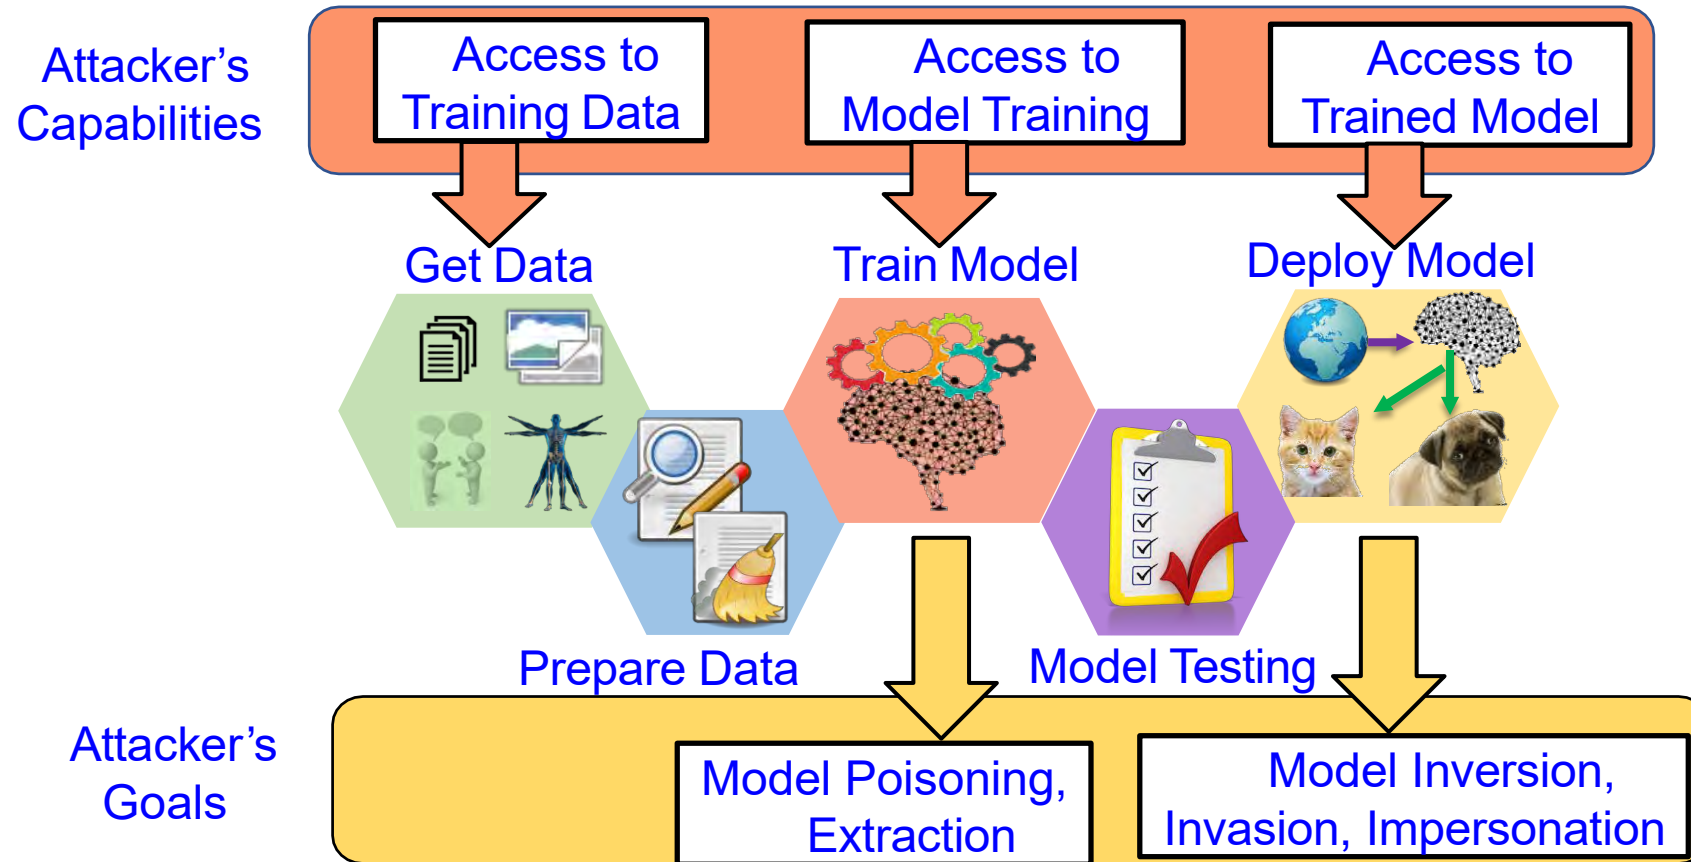 Attacker's
Capabilities
Access to
Training Data
Access to
Model Training
Access to
Trained Model
Get Data
Train Model
Deploy Model
Prepare Data
Model Testing
Attacker's
Goals
Model Poisoning,
Extraction
Model Inversion,
Invasion, Impersonation